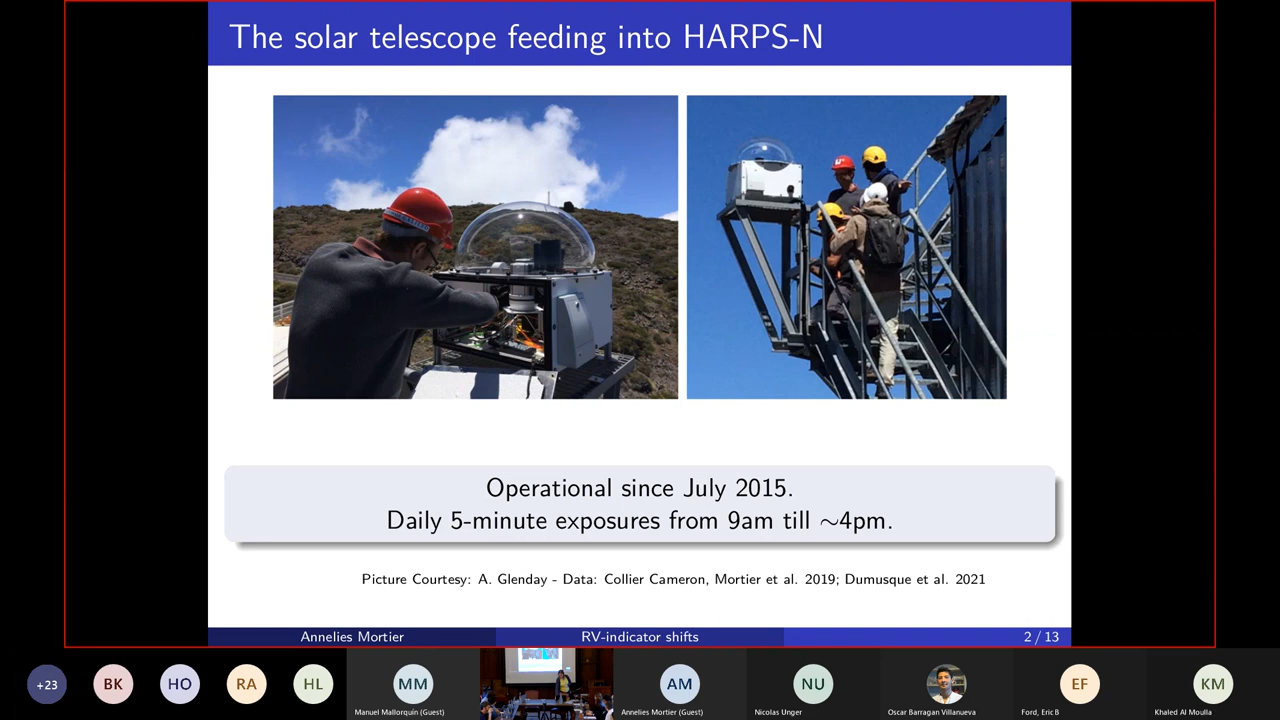 The solar telescope feeding into HARPS-N
Operational since July 2015.
Daily 5-minute exposures from 9am till ~4pm.
Picture Courtesy: A. Glenday - Data: Collier Cameron, Mortier et al. 2019; Dumusque et al. 2021
Annelies Mortier RV-indicator shifts 2 / 13
+23 BK HO RA HL MM AM NU EF KM
Manuel Mallorquín (Guest) Annelies Mortier (Guest) Nicolas Unger Oscar Barragan Villanueva Ford, Eric B Khaled Al Moulla